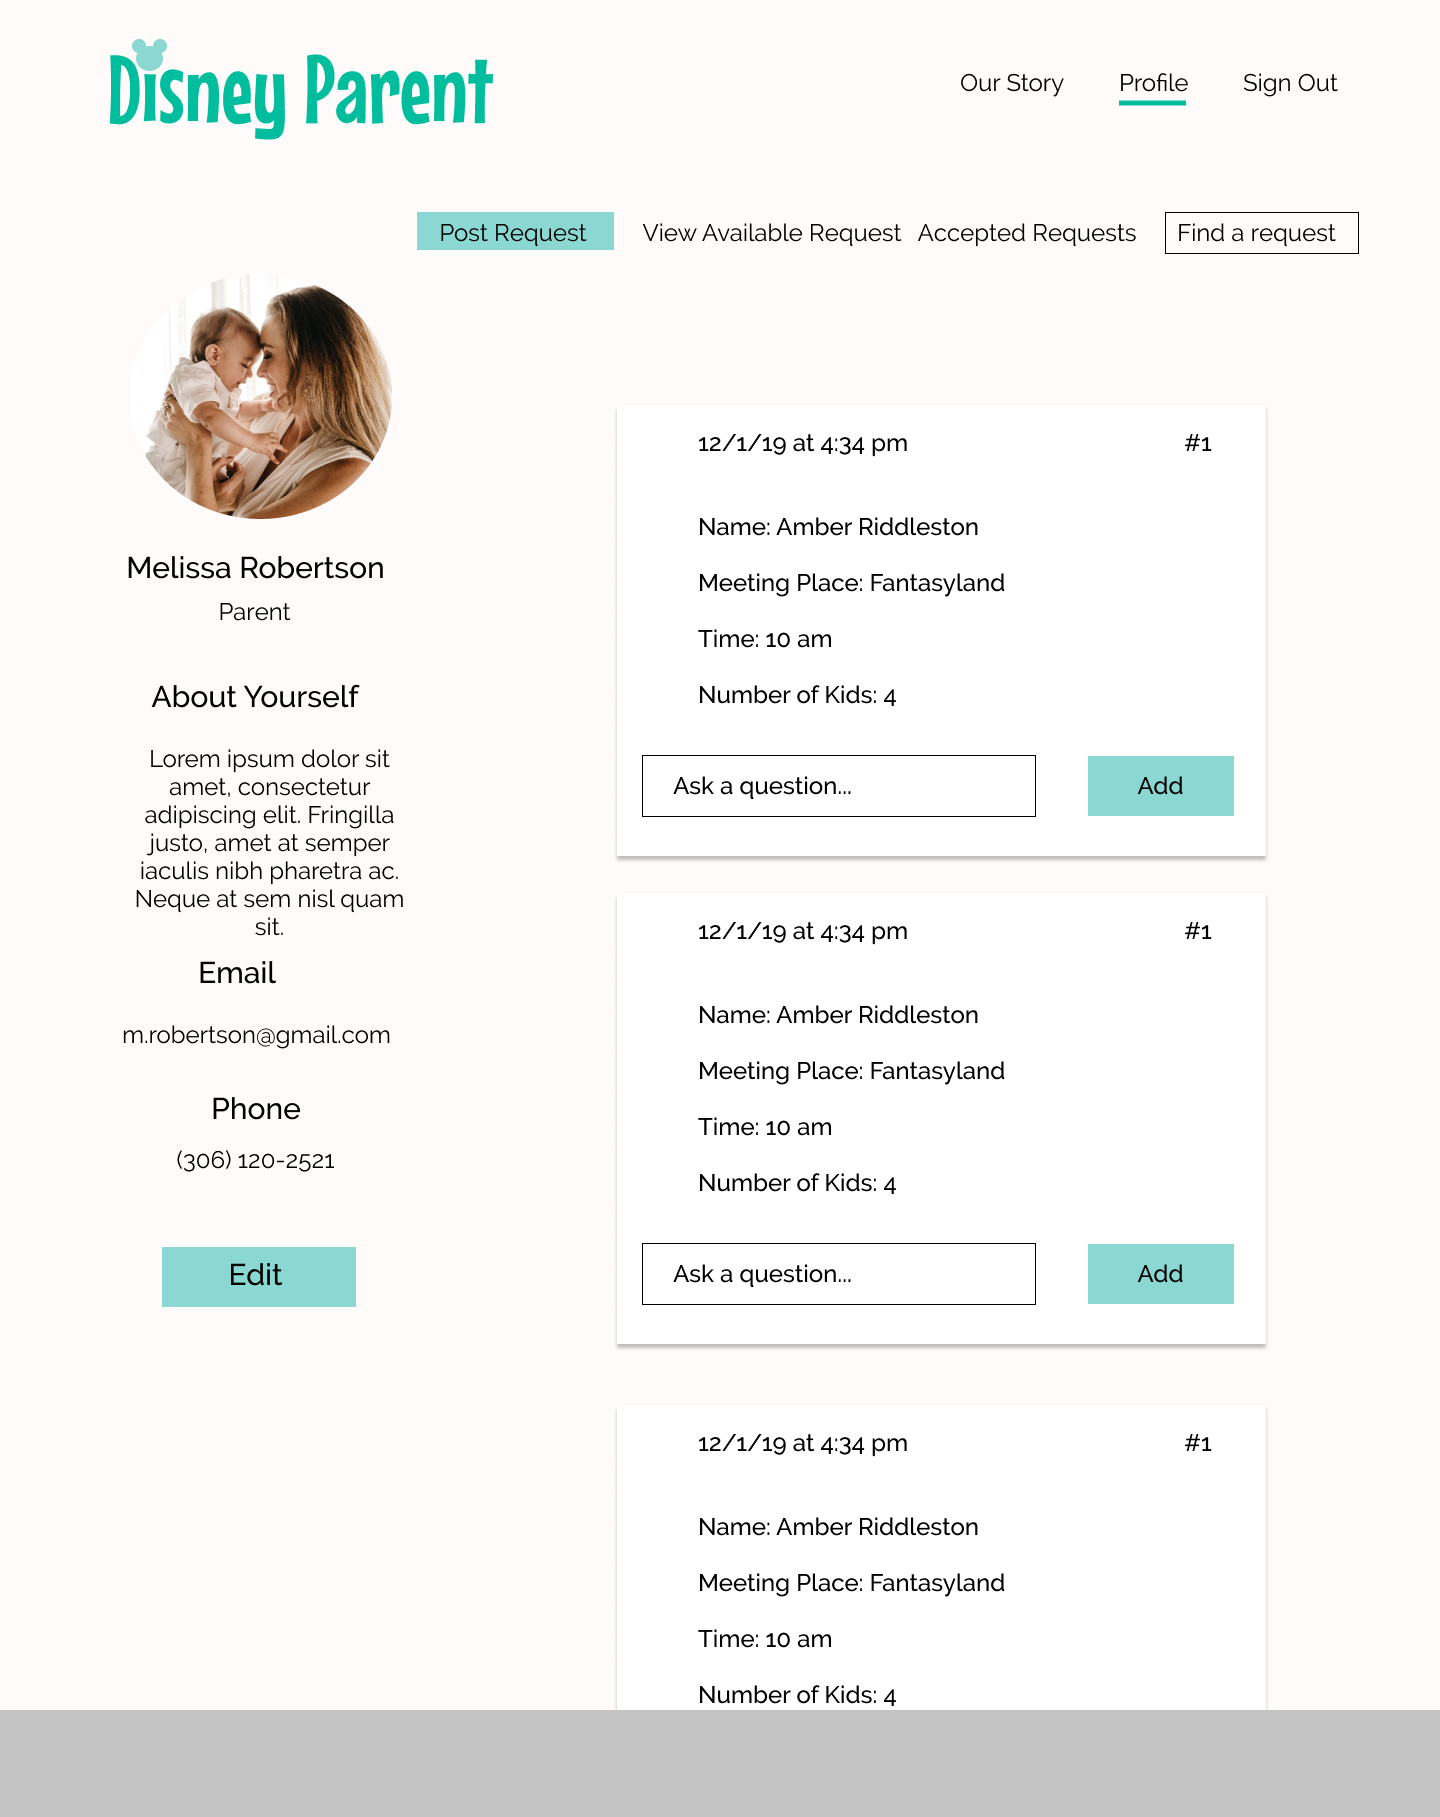 Disney Parent
Our Story
Profile
Sign Out
Post Request
View Available Request
Accepted Requests
Find a request
Melissa Robertson
Parent
About Yourself
Lorem ipsum dolor sit
amet, consectetur
adipiscing elit. Fringilla
justo, amet at semper
iaculis nibh pharetra ac.
Neque at sem nisl quam
sit.
Email
m.robertson@gmail.com
Phone
(306) 120-2521
Edit
12/1/19 at 4:34 pm
#1
Name: Amber Riddleston
Meeting Place: Fantasyland
Time: 10 am
Number of Kids: 4
Ask a question...
Add
12/1/19 at 4:34 pm
#1
Name: Amber Riddleston
Meeting Place: Fantasyland
Time: 10 am
Number of Kids: 4
Ask a question...
Add
12/1/19 at 4:34 pm
#1
Name: Amber Riddleston
Meeting Place: Fantasyland
Time: 10 am
Number of Kids: 4